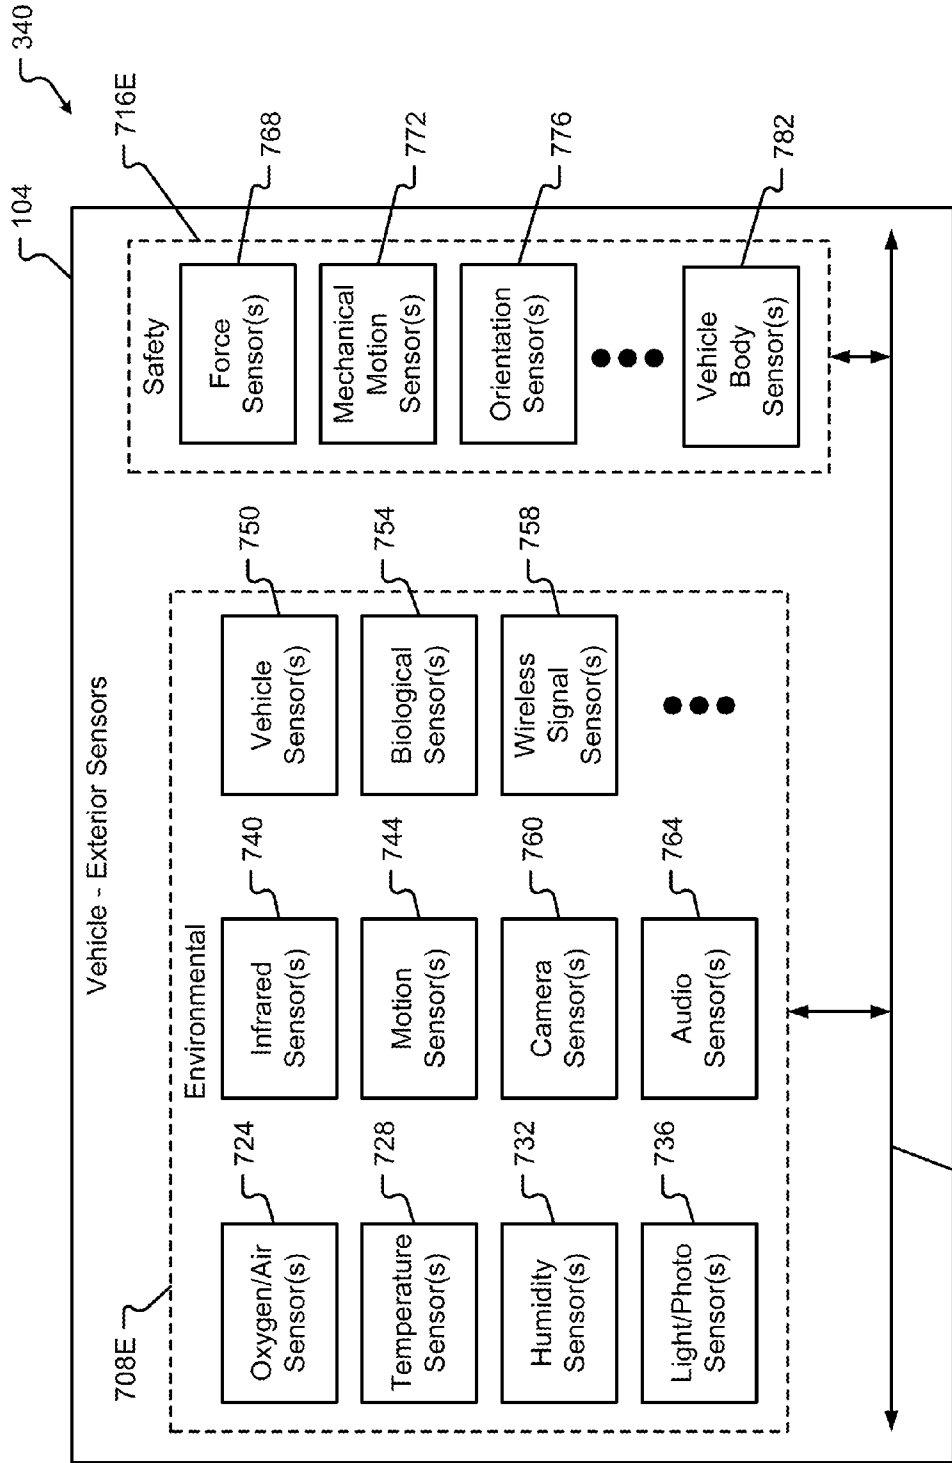 340
104
716E
Vehicle - Exterior Sensors
708E
Environmental
Oxygen/Air
Sensor(s)
724
Infrared
Sensor(s)
740
Vehicle
Sensor(s)
750
Temperature
Sensor(s)
728
Motion
Sensor(s)
744
Biological
Sensor(s)
754
Humidity
Sensor(s)
732
Camera
Sensor(s)
760
Wireless
Signal
Sensor(s)
758
Light/Photo
Sensor(s)
736
Audio
Sensor(s)
764
Safety
Force
Sensor(s)
768
Mechanical
Motion
Sensor(s)
772
Orientation
Sensor(s)
776
Vehicle
Body
Sensor(s)
782